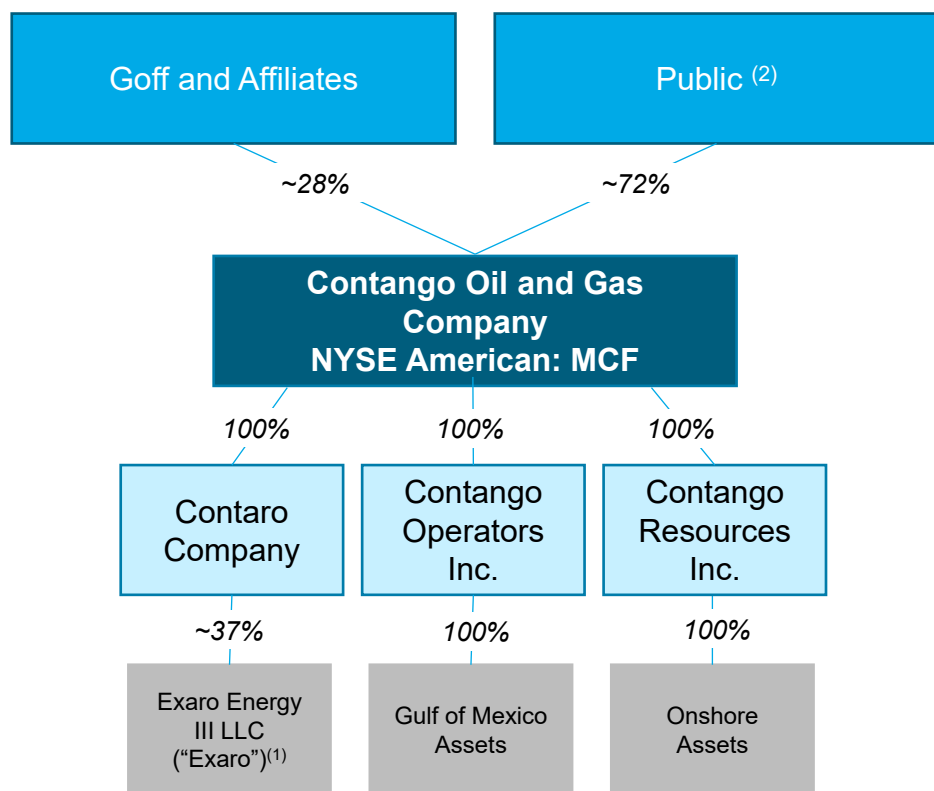 Goff and Affiliates
Public (2)
~28%
~72%
Contango Oil and Gas
Company
NYSE American: MCF
100%
100%
100%
Contaro
Company
Contango
Operators
Inc.
Contango
Resources
Inc.
~37%
100%
100%
Exaro Energy
III LLC
(“Exaro”)(1)
Gulf of Mexico
Assets
Onshore
Assets